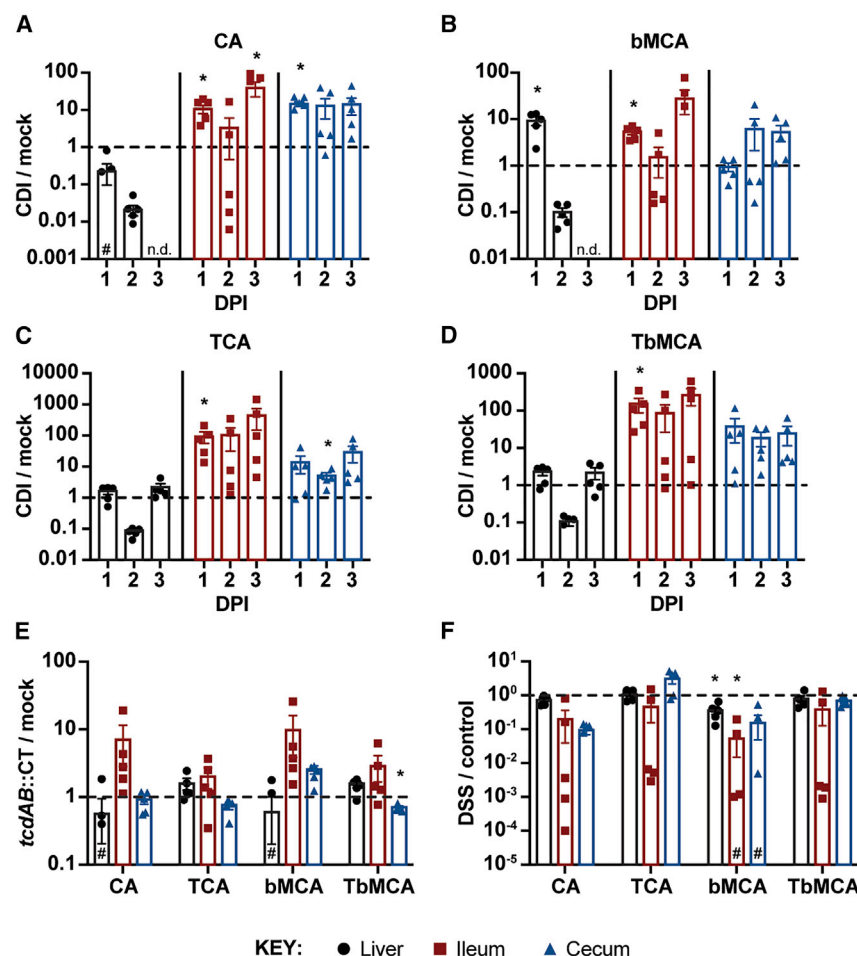 A
CA
CDI / mock
100
10
1
0.1
0.01
0.001
*
*
*
#
n.d.
1 2 3 1 2 3 1 2 3
DPI
B
bMCA
CDI / mock
100
10
1
0.1
0.01
*
*
n.d.
1 2 3 1 2 3 1 2 3
DPI
C
TCA
CDI / mock
10000
1000
100
10
1
0.1
0.01
*
*
1 2 3 1 2 3 1 2 3
DPI
D
TbMCA
CDI / mock
1000
100
10
1
0.1
0.01
*
1 2 3 1 2 3 1 2 3
DPI
E
tcdAB::CT / mock
100
10
1
0.1
#
#
*
CA TCA bMCA TbMCA
F
DSS / control
10¹
10⁰
10⁻¹
10⁻²
10⁻³
10⁻⁴
10⁻⁵
* *
# #
CA TCA bMCA TbMCA
KEY: Liver Ileum Cecum